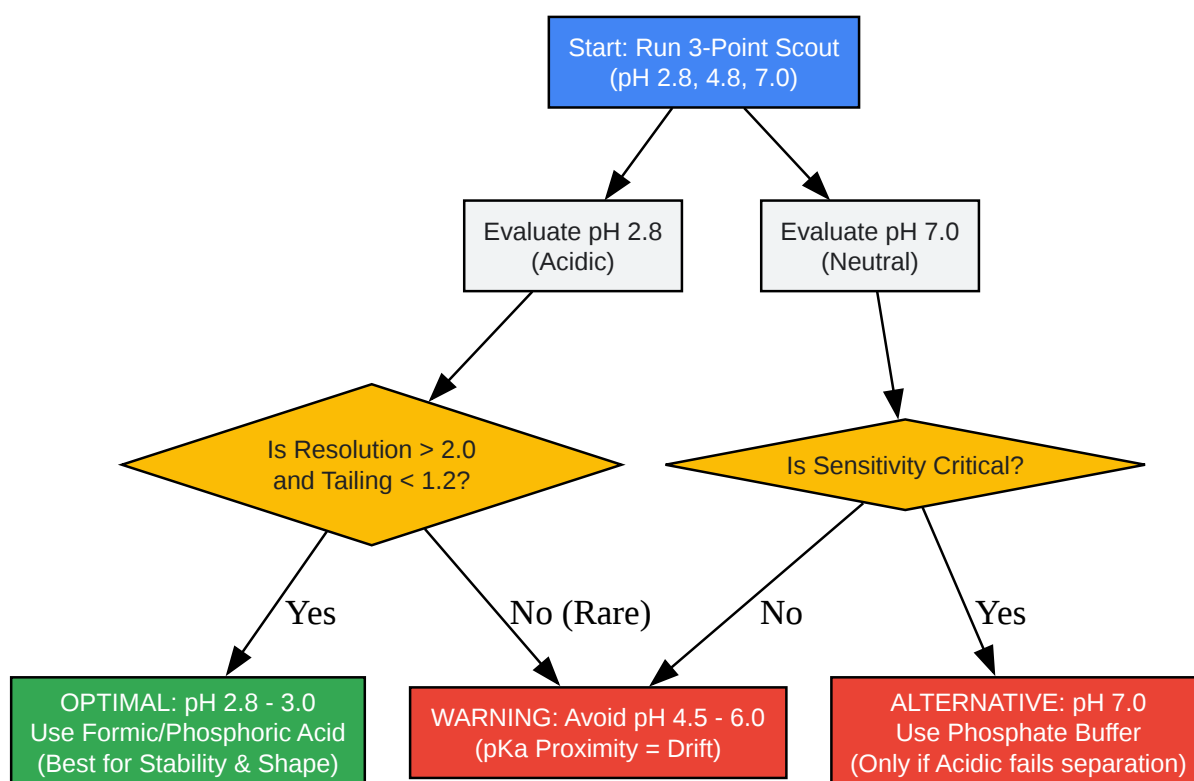 Start: Run 3-Point Scout
(pH 2.8, 4.8, 7.0)
Evaluate pH 2.8
(Acidic)
Evaluate pH 7.0
(Neutral)
Is Resolution > 2.0
and Tailing < 1.2?
Is Sensitivity Critical?
Yes
No (Rare)
No
Yes
OPTIMAL: pH 2.8 - 3.0
Use Formic/Phosphoric Acid
(Best for Stability & Shape)
WARNING: Avoid pH 4.5 - 6.0
(pKa Proximity = Drift)
ALTERNATIVE: pH 7.0
Use Phosphate Buffer
(Only if Acidic fails separation)